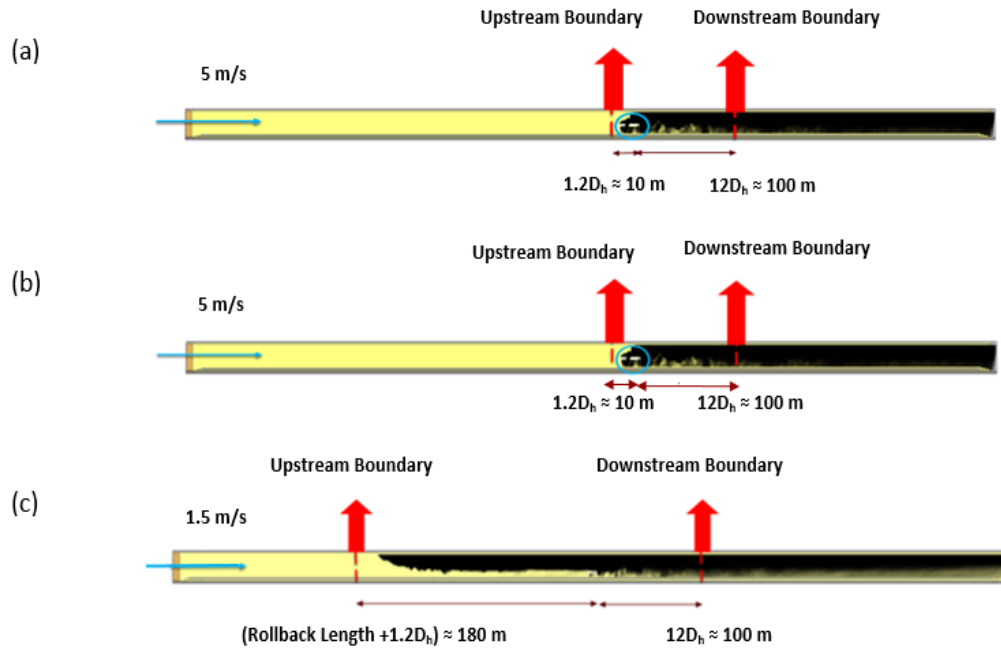 (a)
Upstream Boundary
Downstream Boundary
5 m/s
1.2Dₕ ≈ 10 m
12Dₕ ≈ 100 m
(b)
Upstream Boundary
Downstream Boundary
5 m/s
1.2Dₕ ≈ 10 m
12Dₕ ≈ 100 m
(c)
Upstream Boundary
Downstream Boundary
1.5 m/s
(Rollback Length +1.2Dₕ) ≈ 180 m
12Dₕ ≈ 100 m